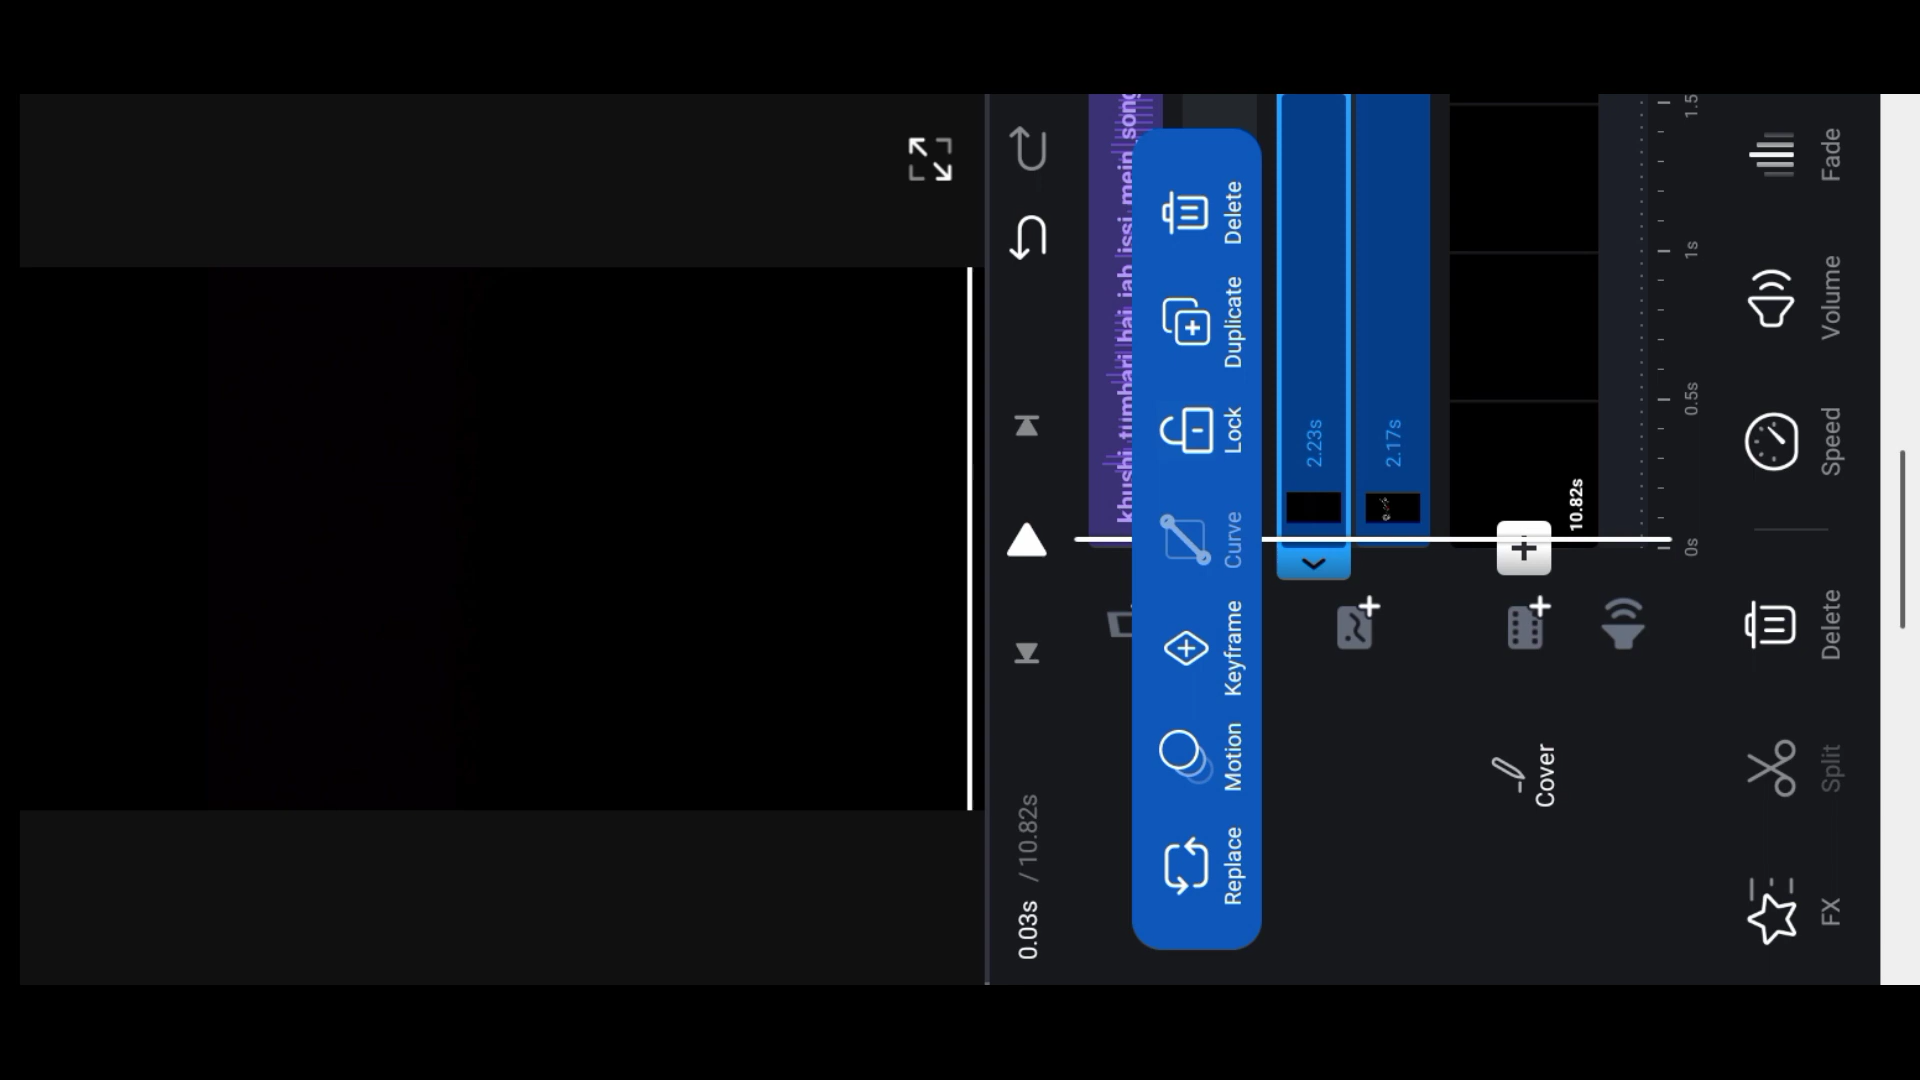 0.03s / 10.82s
khushi tumhari hai jab issi mein song
Replace
Motion
Keyframe
Curve
Lock
Duplicate
Delete
2.23s
2.17s
Cover
10.82s
0s
0.5s
1s
1.5
FX
Split
Delete
Speed
Volume
Fade